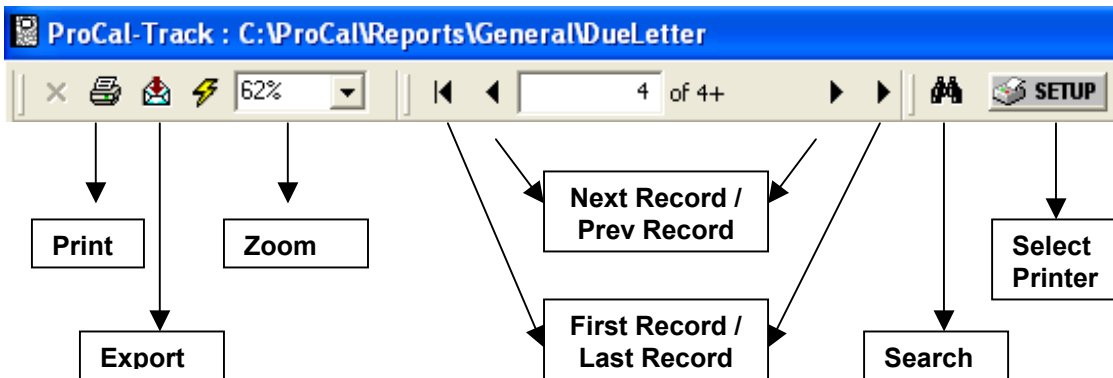 ProCal-Track : C:\ProCal\Reports\General\DueLetter
62% 4 of 4+ SETUP
Next Record /
Prev Record
Print
Zoom
Select
Printer
First Record /
Last Record
Export
Search